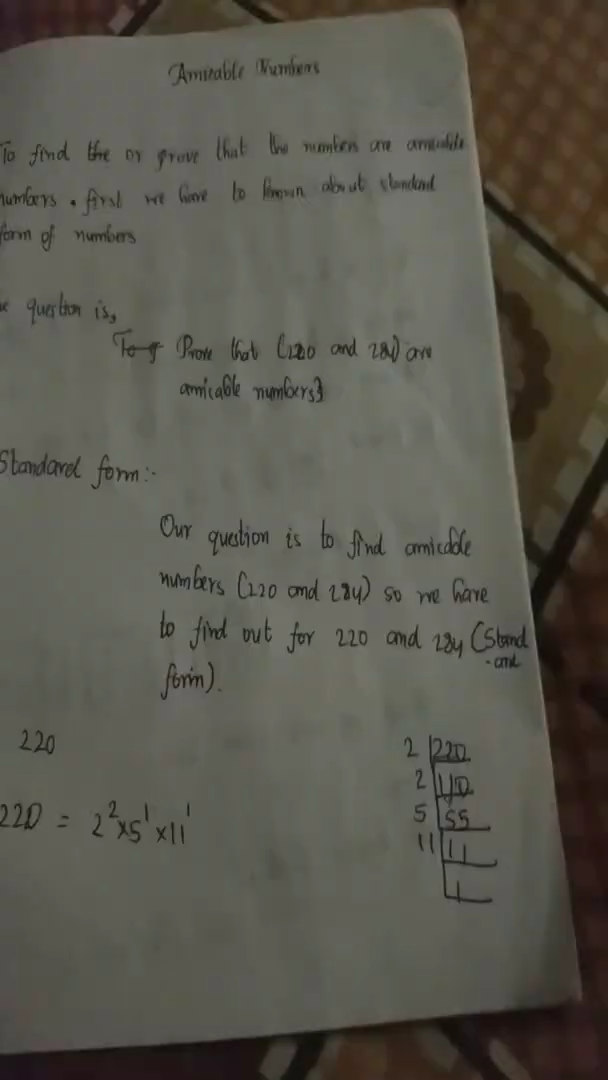 Amicable Numbers
To find the or prove that the numbers are amicable
numbers. first we have to known about standard
form of numbers
question is,
Prove that (220 and 284) are
amicable numbers}
Standard form:-
Our question is to find amicable
numbers (220 and 284) so we have
to find out for 220 and 284 (Stand
-ard
form).
220
220 = 2²×5¹×11¹
2 220
2 110
5 55
11 11
1